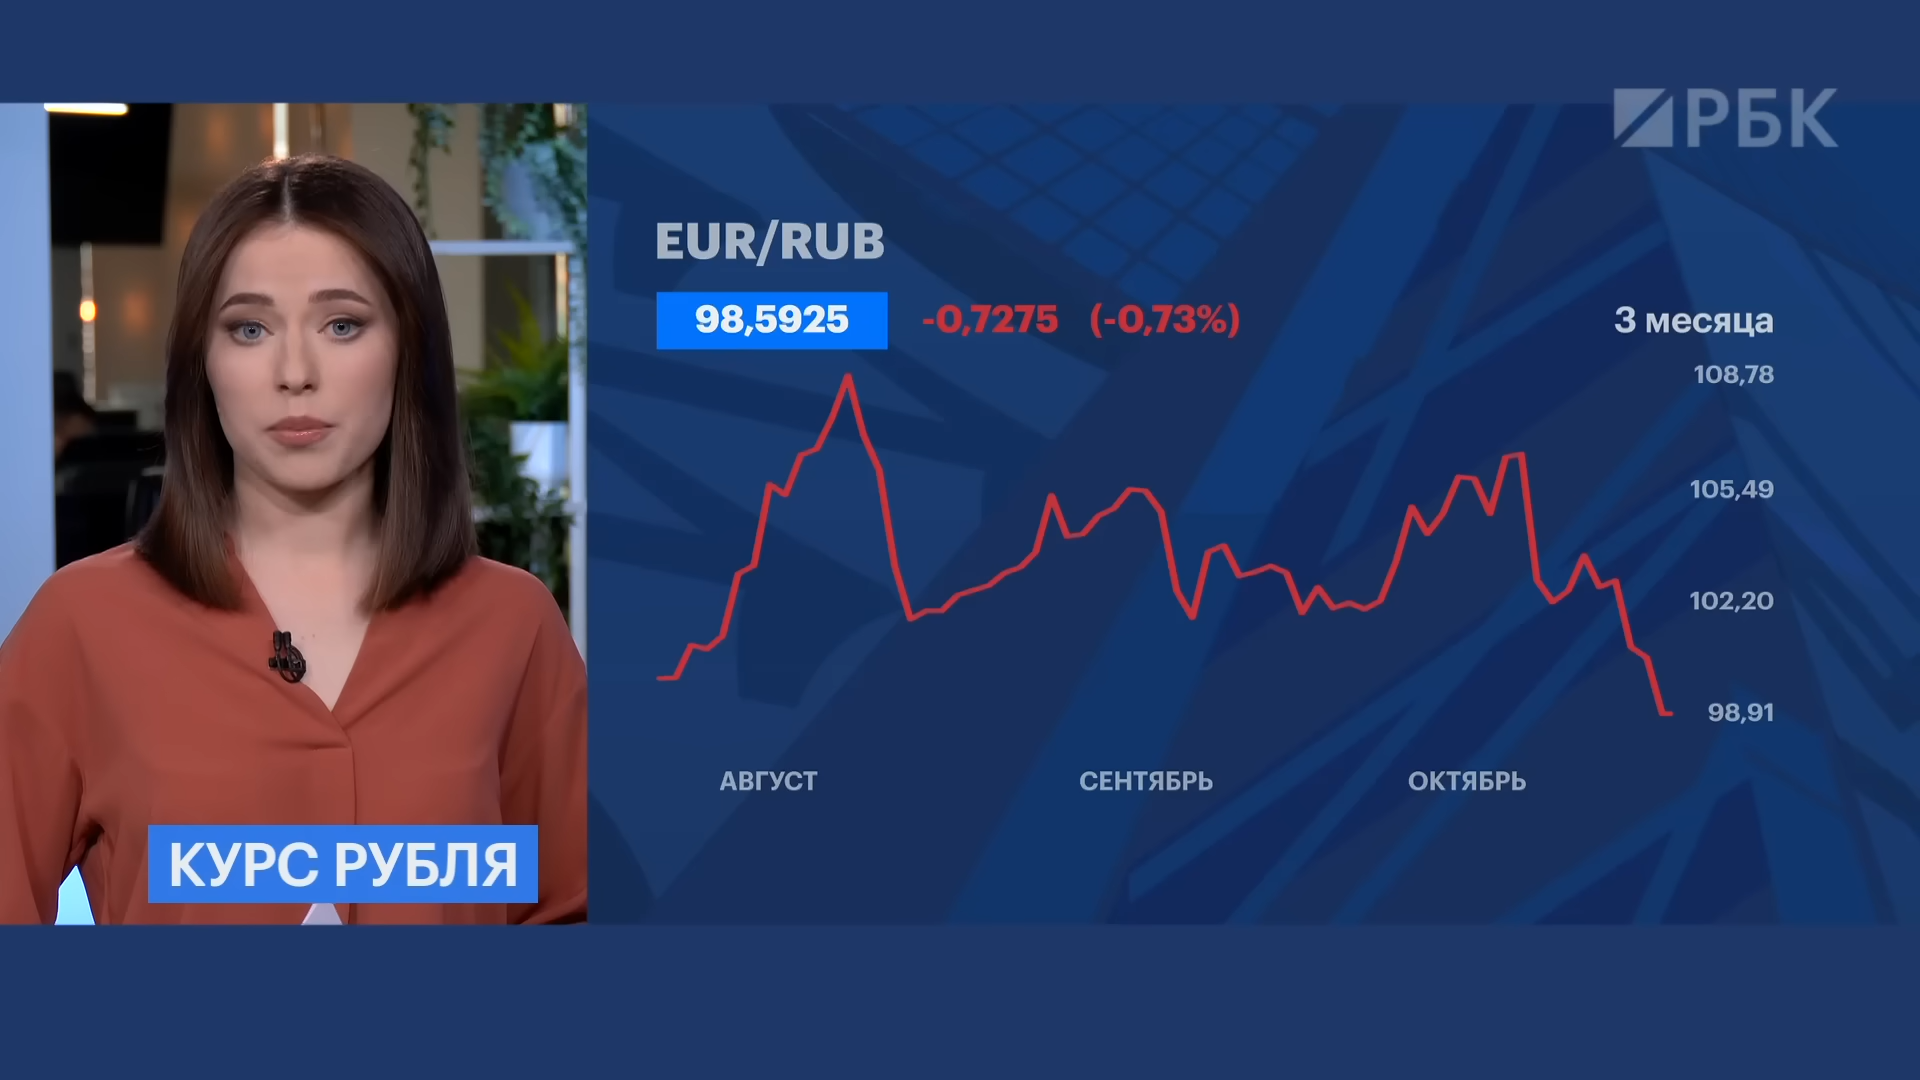 РБК
EUR/RUB
98,5925 -0,7275 (-0,73%)
3 месяца
108,78
105,49
102,20
98,91
АВГУСТ СЕНТЯБРЬ ОКТЯБРЬ
КУРС РУБЛЯ